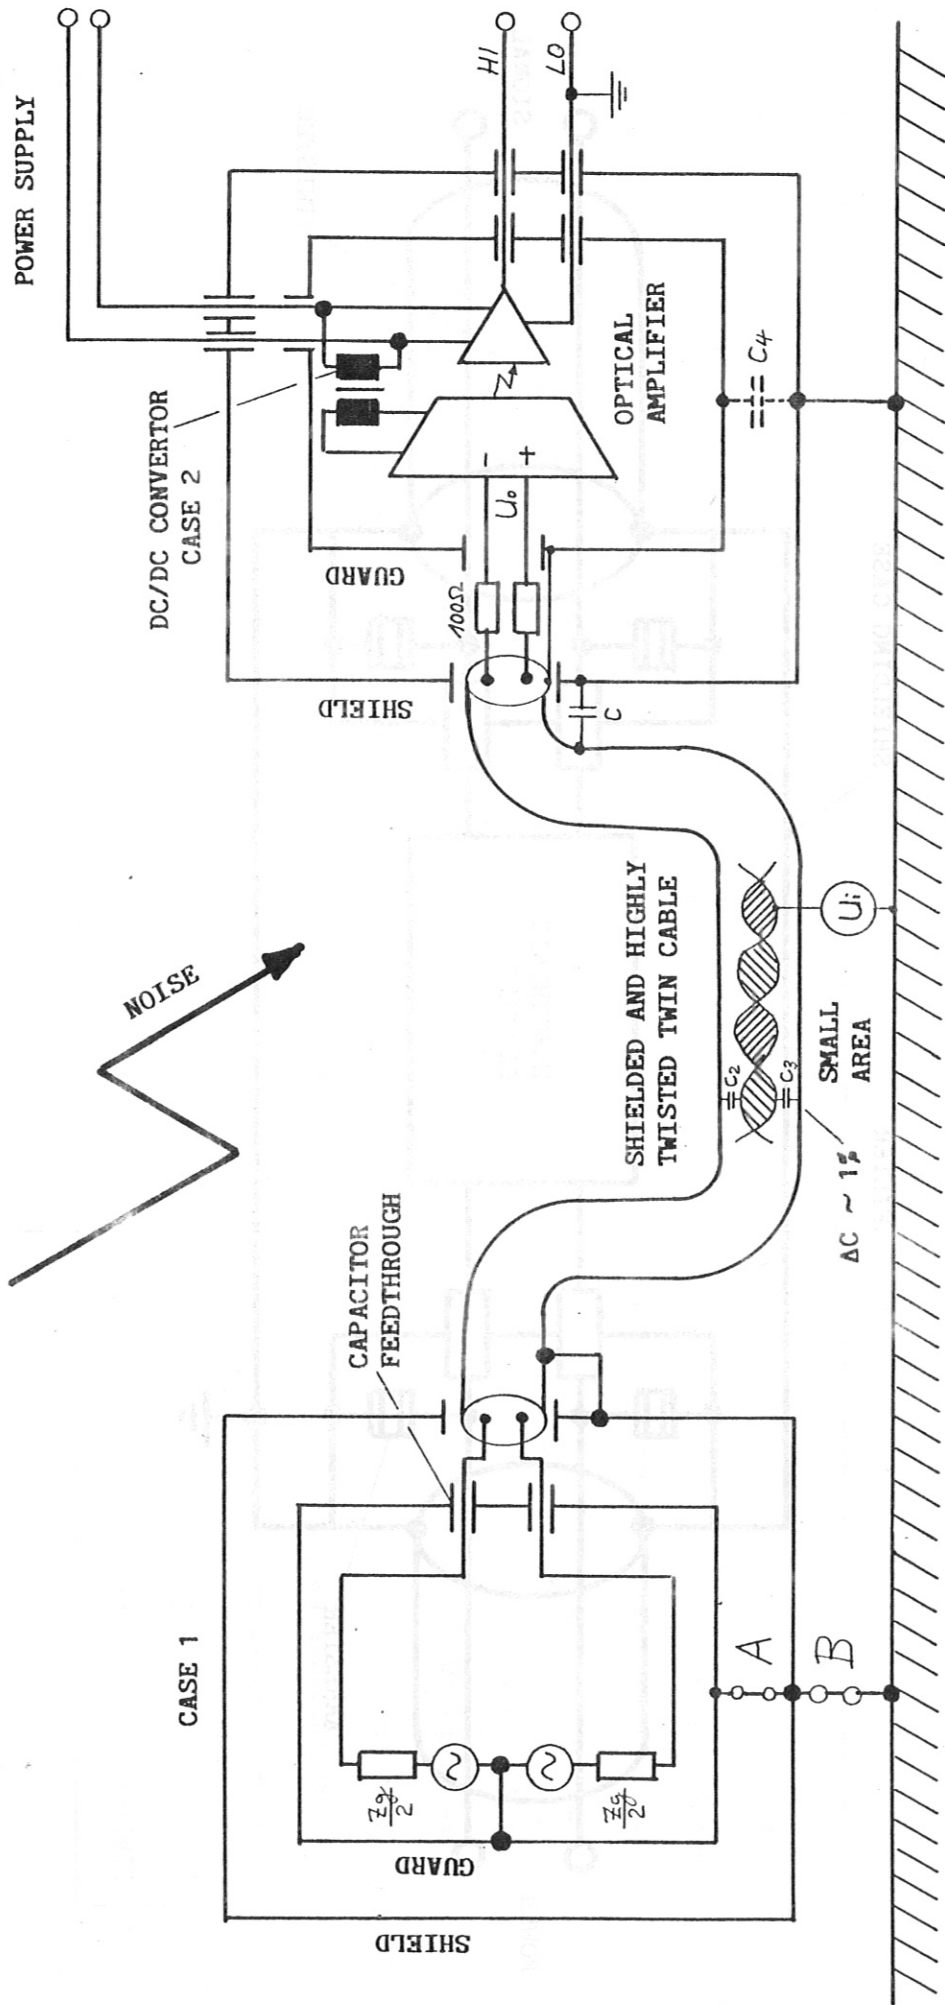 POWER SUPPLY
HI
LO
DC/DC CONVERTOR
CASE 2
OPTICAL
AMPLIFIER
C4
-
+
U₀
GUARD
100Ω
SHIELD
C
NOISE
SHIELDED AND HIGHLY
TWISTED TWIN CABLE
C2
C3
Ui
SMALL
AREA
ΔC ~ 1%
CAPACITOR
FEEDTHROUGH
CASE 1
A
B
Zg/2
Zg/2
GUARD
SHIELD